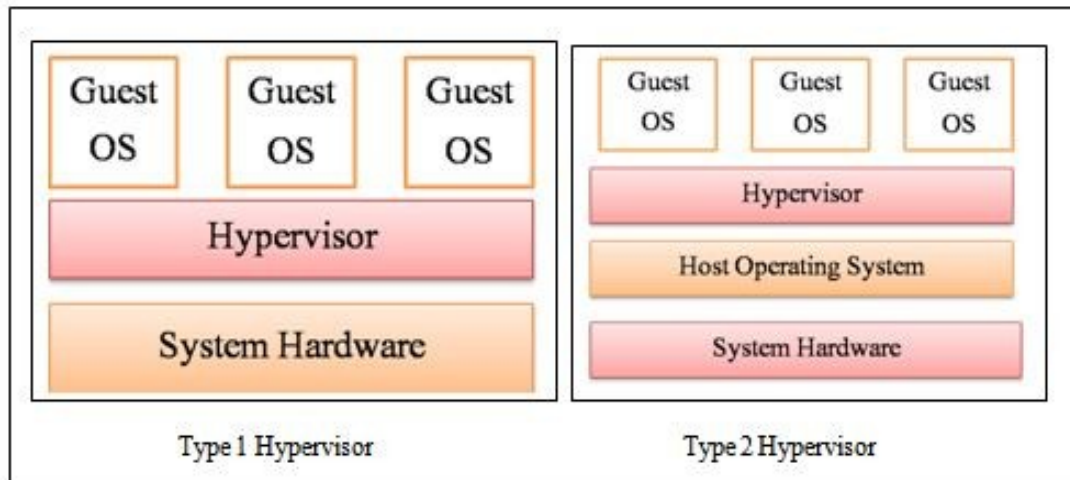 Guest
OS
Guest
OS
Guest
OS
Hypervisor
System Hardware
Type 1 Hypervisor
Guest
OS
Guest
OS
Guest
OS
Hypervisor
Host Operating System
System Hardware
Type 2 Hypervisor